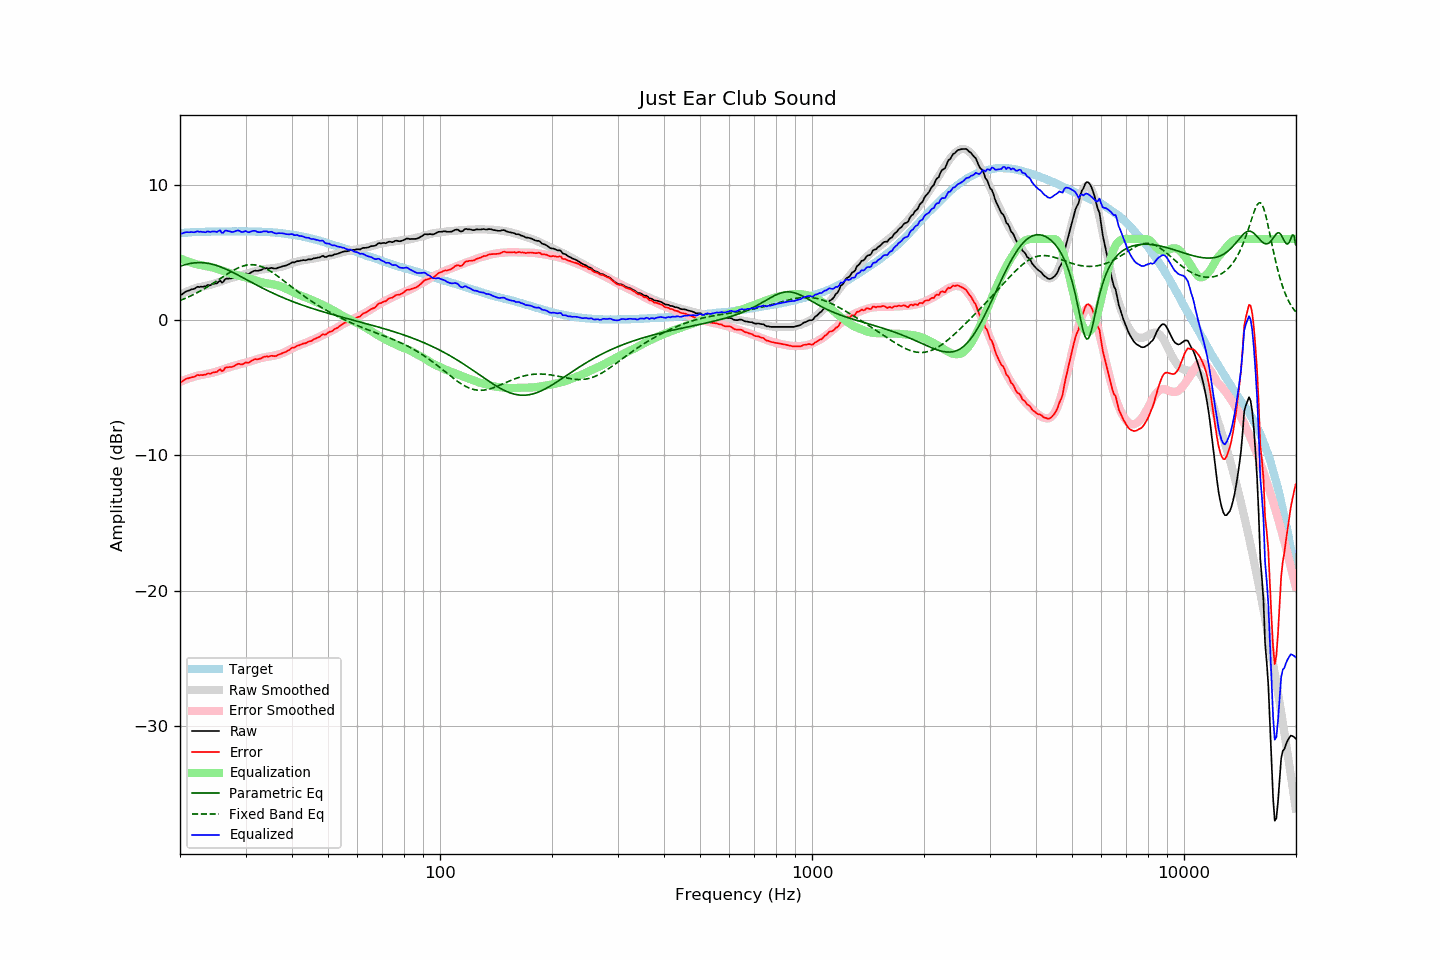 Just Ear Club Sound
Amplitude (dBr)
10
0
−10
−20
−30
Target
Raw Smoothed
Error Smoothed
Raw
Error
Equalization
Parametric Eq
Fixed Band Eq
Equalized
100
1000
10000
Frequency (Hz)